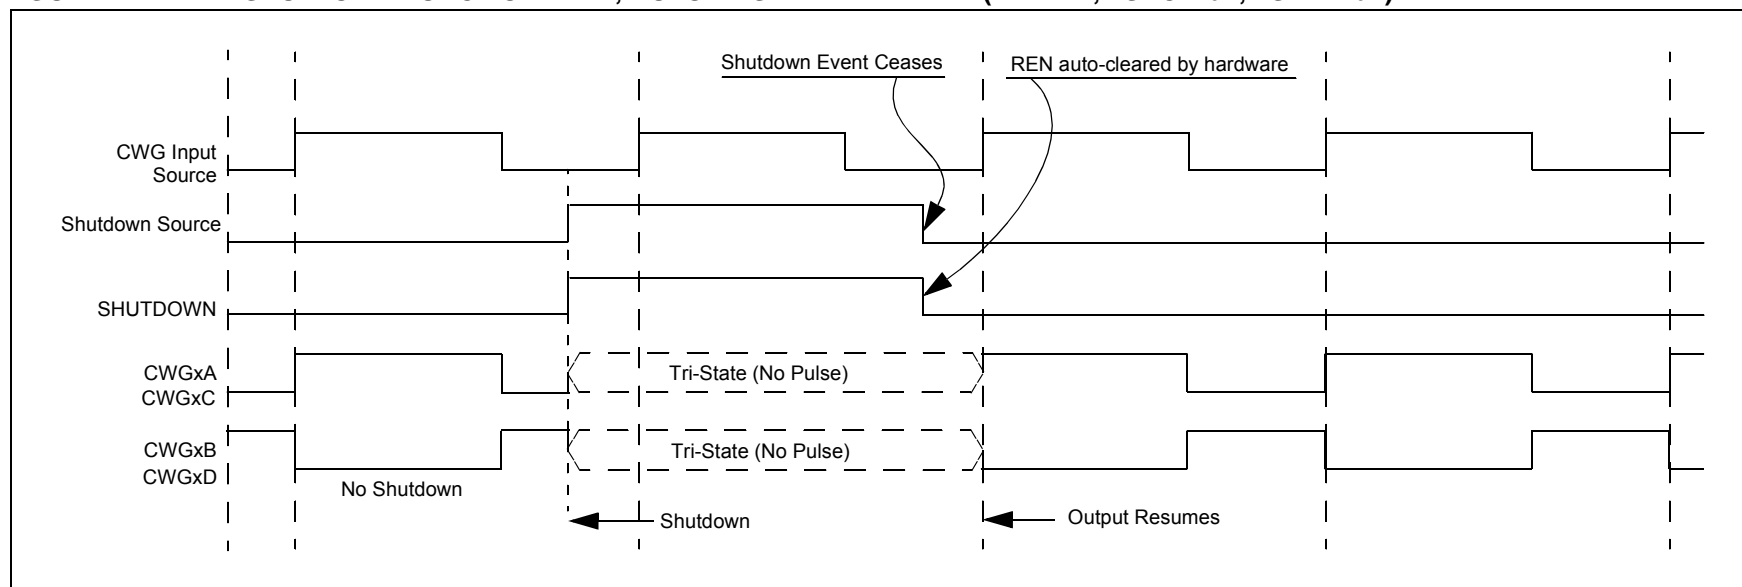 Shutdown Event Ceases
REN auto-cleared by hardware
CWG Input
Source
Shutdown Source
SHUTDOWN
CWGxA
CWGxC
Tri-State (No Pulse)
CWGxB
CWGxD
Tri-State (No Pulse)
No Shutdown
Shutdown
Output Resumes